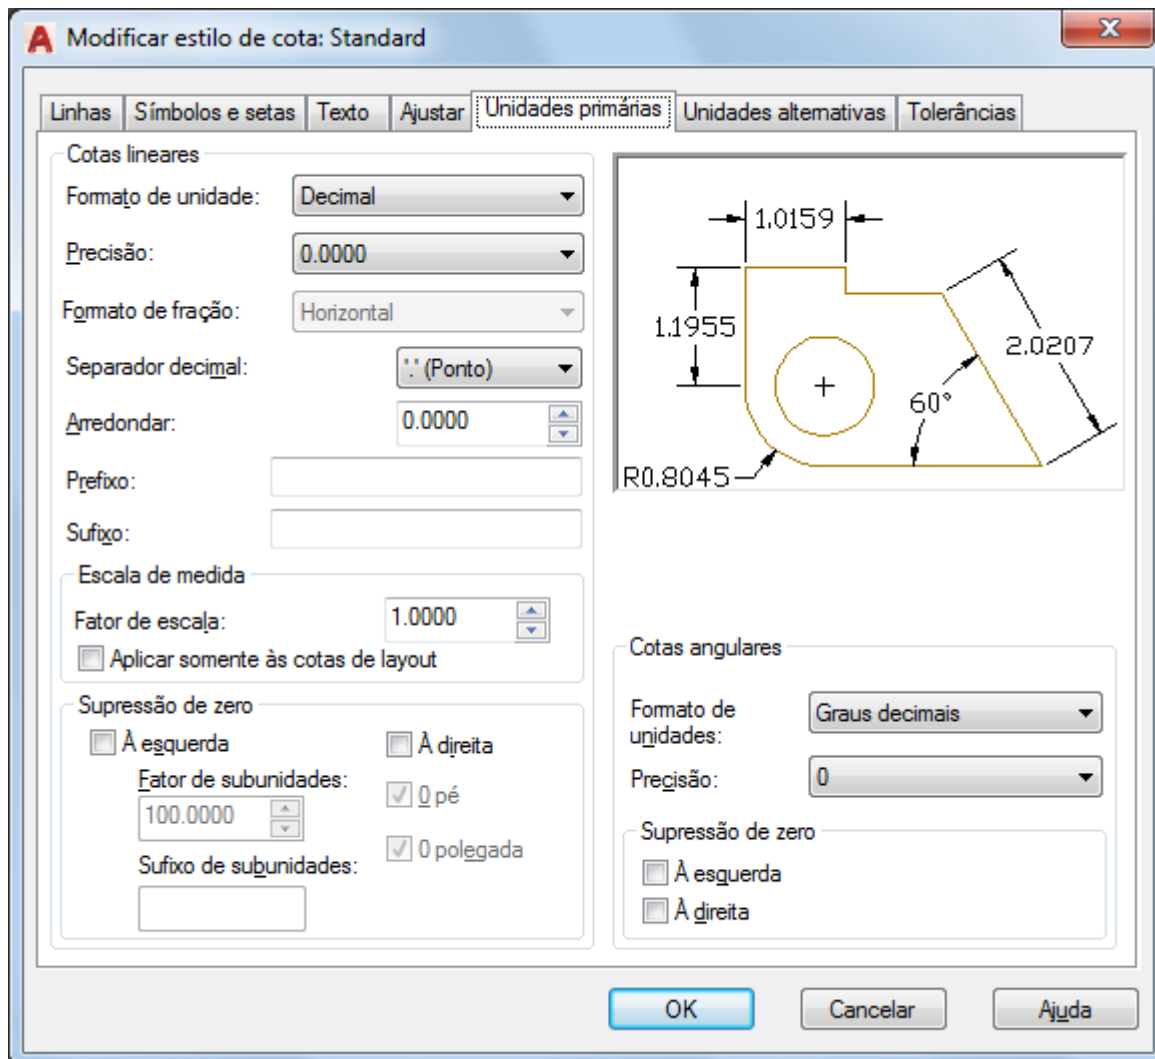 Modificar estilo de cota: Standard
Linhas Símbolos e setas Texto Ajustar Unidades primárias Unidades alternativas Tolerâncias
Cotas lineares
Formato de unidade: Decimal
Precisão: 0.0000
Formato de fração: Horizontal
Separador decimal: '.' (Ponto)
Arredondar: 0.0000
Prefixo:
Sufixo:
Escala de medida
Fator de escala: 1.0000
Aplicar somente às cotas de layout
Supressão de zero
À esquerda À direita
Fator de subunidades: 0 pé
100.0000
0 polegada
Sufixo de subunidades:
1.0159
1.1955
2.0207
60°
R0.8045
Cotas angulares
Formato de unidades: Graus decimais
Precisão: 0
Supressão de zero
À esquerda
À direita
OK Cancelar Ajuda